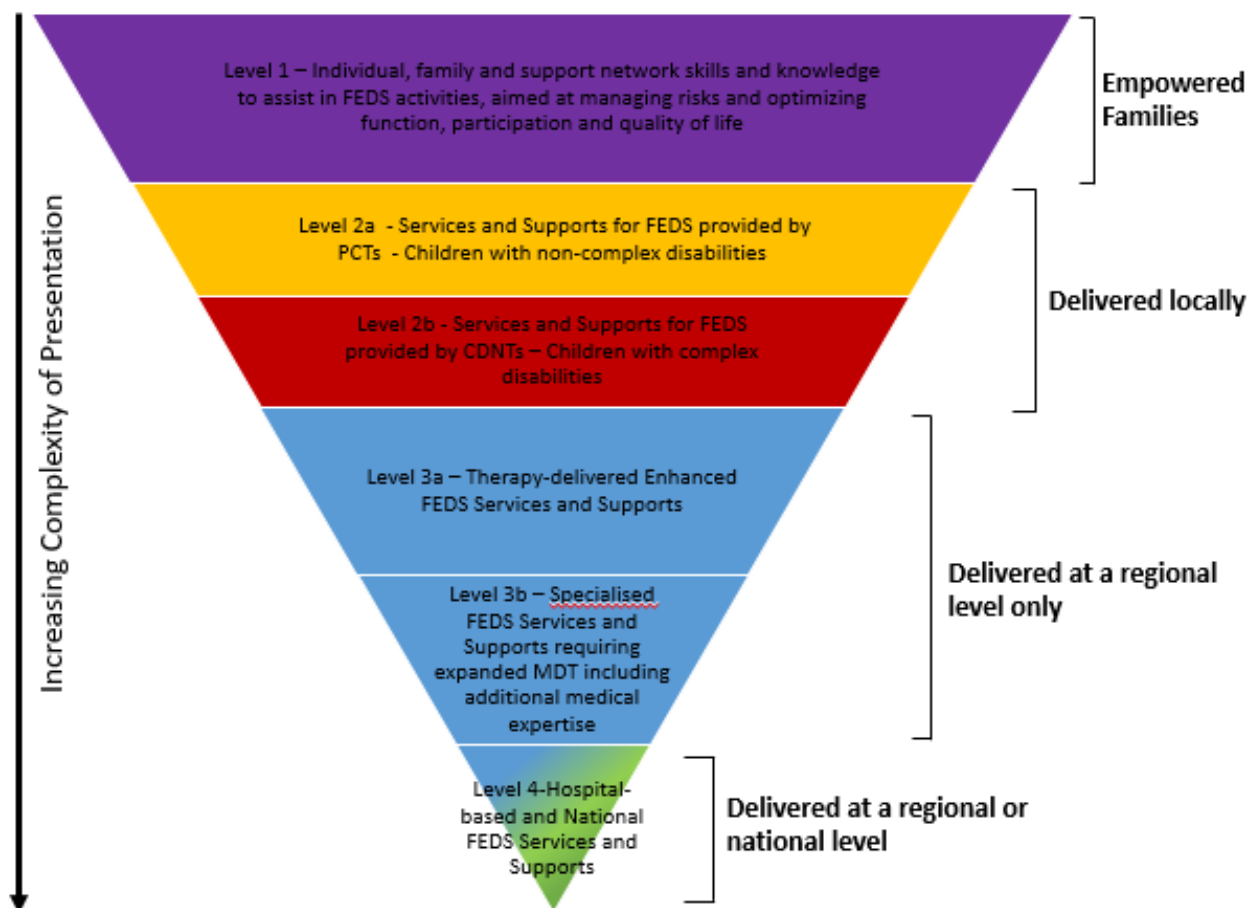 Increasing Complexity of Presentation
Level 1 – Individual, family and support network skills and knowledge
to assist in FEDS activities, aimed at managing risks and optimizing
function, participation and quality of life
Empowered
Families
Level 2a  - Services and Supports for FEDS provided by
PCTs  - Children with non-complex disabilities
Level 2b - Services and Supports for FEDS
provided by CDNTs – Children with complex
disabilities
Delivered locally
Level 3a – Therapy-delivered Enhanced
FEDS Services and Supports
Level 3b – Specialised
FEDS Services and
Supports requiring
expanded MDT including
additional medical
expertise
Delivered at a regional
level only
Level 4-Hospital-
based and National
FEDS Services and
Supports
Delivered at a regional or
national level